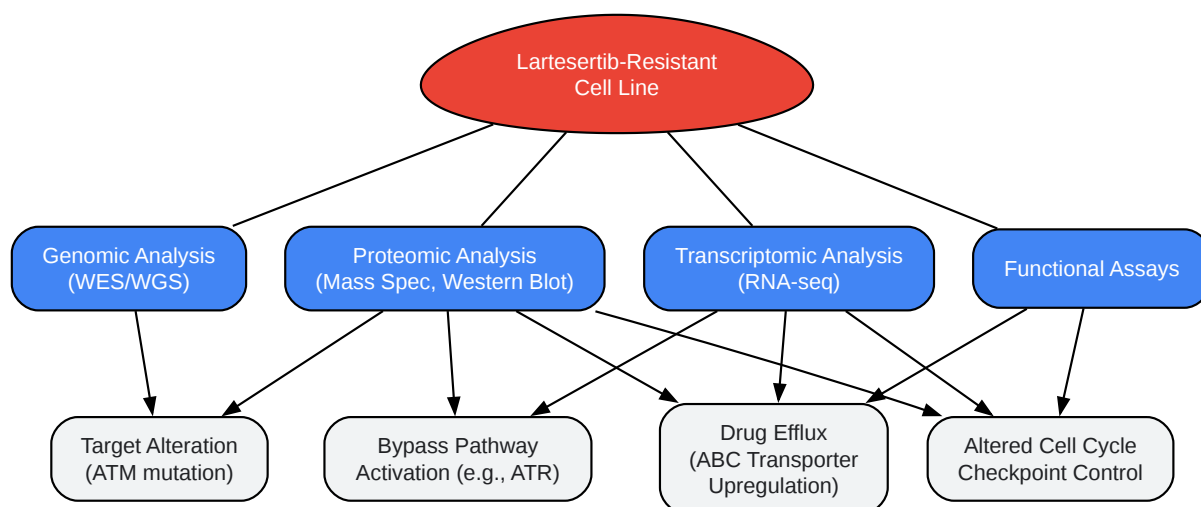 Lartesertib-Resistant
Cell Line
Genomic Analysis
(WES/WGS)
Proteomic Analysis
(Mass Spec, Western Blot)
Transcriptomic Analysis
(RNA-seq)
Functional Assays
Target Alteration
(ATM mutation)
Bypass Pathway
Activation (e.g., ATR)
Drug Efflux
(ABC Transporter
Upregulation)
Altered Cell Cycle
Checkpoint Control